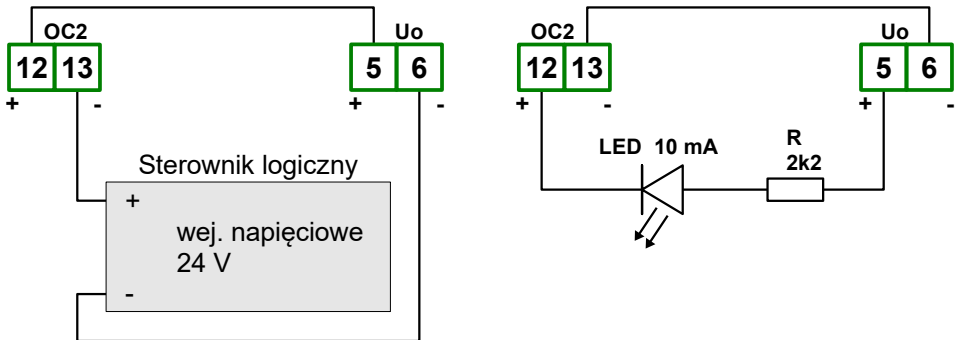 OC2 Uo
12 13 5 6
+ - + -
Sterownik logiczny
+
wej. napięciowe
24 V
-
OC2 Uo
12 13 5 6
+ - + -
LED 10 mA
R
2k2